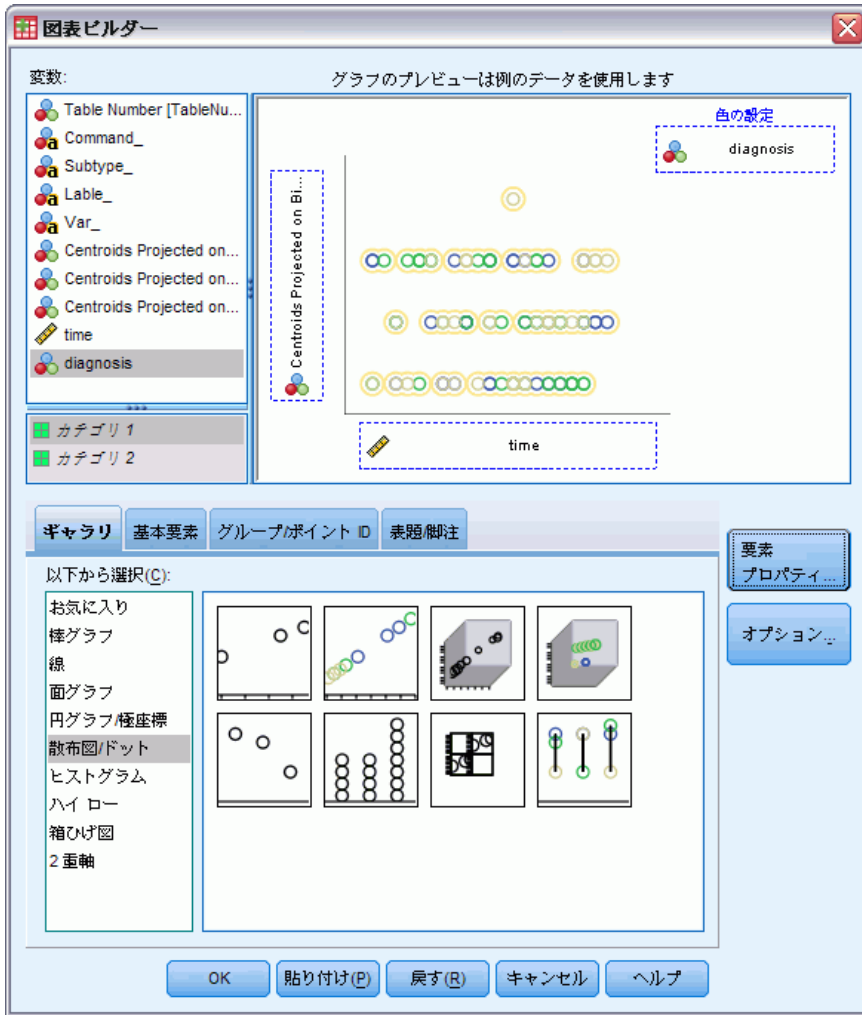 図表ビルダー
変数:
グラフのプレビューは例のデータを使用します
Table Number [TableNu...
Command_
Subtype_
Lable_
Var_
Centroids Projected on...
Centroids Projected on...
Centroids Projected on...
time
diagnosis
カテゴリ 1
カテゴリ 2
色の設定
diagnosis
Centroids Projected on Bi...
time
ギャラリ
基本要素
グループ/ポイント ID
表題/脚注
以下から選択(C):
お気に入り
棒グラフ
線
面グラフ
円グラフ/極座標
散布図/ドット
ヒストグラム
ハイ ロー
箱ひげ図
2 重軸
要素
プロパティ...
オプション...
OK
貼り付け(P)
戻す(R)
キャンセル
ヘルプ